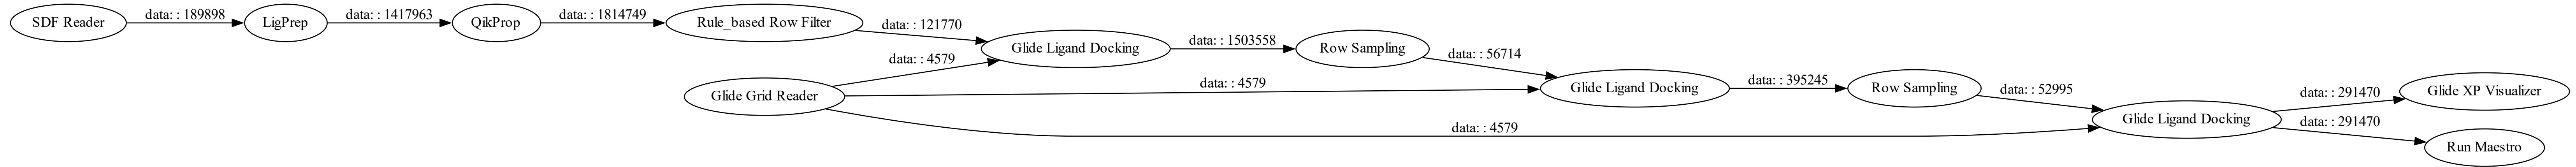 SDF Reader
data: : 189898
LigPrep
data: : 1417963
QikProp
data: : 1814749
Rule_based Row Filter
data: : 121770
Glide Grid Reader
data: : 4579
data: : 4579
data: : 4579
Glide Ligand Docking
data: : 1503558
Row Sampling
data: : 56714
Glide Ligand Docking
data: : 395245
Row Sampling
data: : 52995
Glide Ligand Docking
data: : 291470
data: : 291470
Glide XP Visualizer
Run Maestro